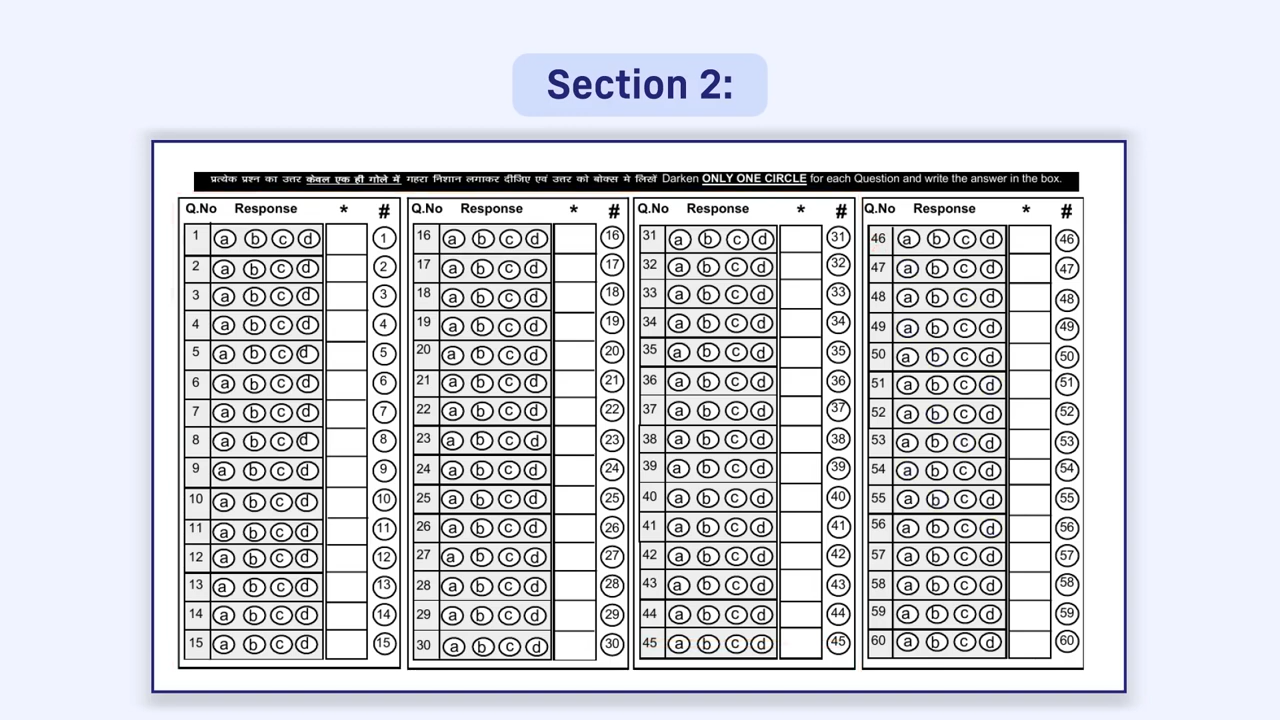 Section 2:
प्रत्येक प्रश्न का उत्तर केवल एक ही गोले में गहरा निशान लगाकर दीजिए एवं उत्तर को बोक्स मे लिखें Darken ONLY ONE CIRCLE for each Question and write the answer in the box.
Q.No Response * # Q.No Response * # Q.No Response * # Q.No Response * #
1 a b c d 1 16 a b c d 16 31 a b c d 31 46 a b c d 46
2 a b c d 2 17 a b c d 17 32 a b c d 32 47 a b c d 47
3 a b c d 3 18 a b c d 18 33 a b c d 33 48 a b c d 48
4 a b c d 4 19 a b c d 19 34 a b c d 34 49 a b c d 49
5 a b c d 5 20 a b c d 20 35 a b c d 35 50 a b c d 50
6 a b c d 6 21 a b c d 21 36 a b c d 36 51 a b c d 51
7 a b c d 7 22 a b c d 22 37 a b c d 37 52 a b c d 52
8 a b c d 8 23 a b c d 23 38 a b c d 38 53 a b c d 53
9 a b c d 9 24 a b c d 24 39 a b c d 39 54 a b c d 54
10 a b c d 10 25 a b c d 25 40 a b c d 40 55 a b c d 55
11 a b c d 11 26 a b c d 26 41 a b c d 41 56 a b c d 56
12 a b c d 12 27 a b c d 27 42 a b c d 42 57 a b c d 57
13 a b c d 13 28 a b c d 28 43 a b c d 43 58 a b c d 58
14 a b c d 14 29 a b c d 29 44 a b c d 44 59 a b c d 59
15 a b c d 15 30 a b c d 30 45 a b c d 45 60 a b c d 60